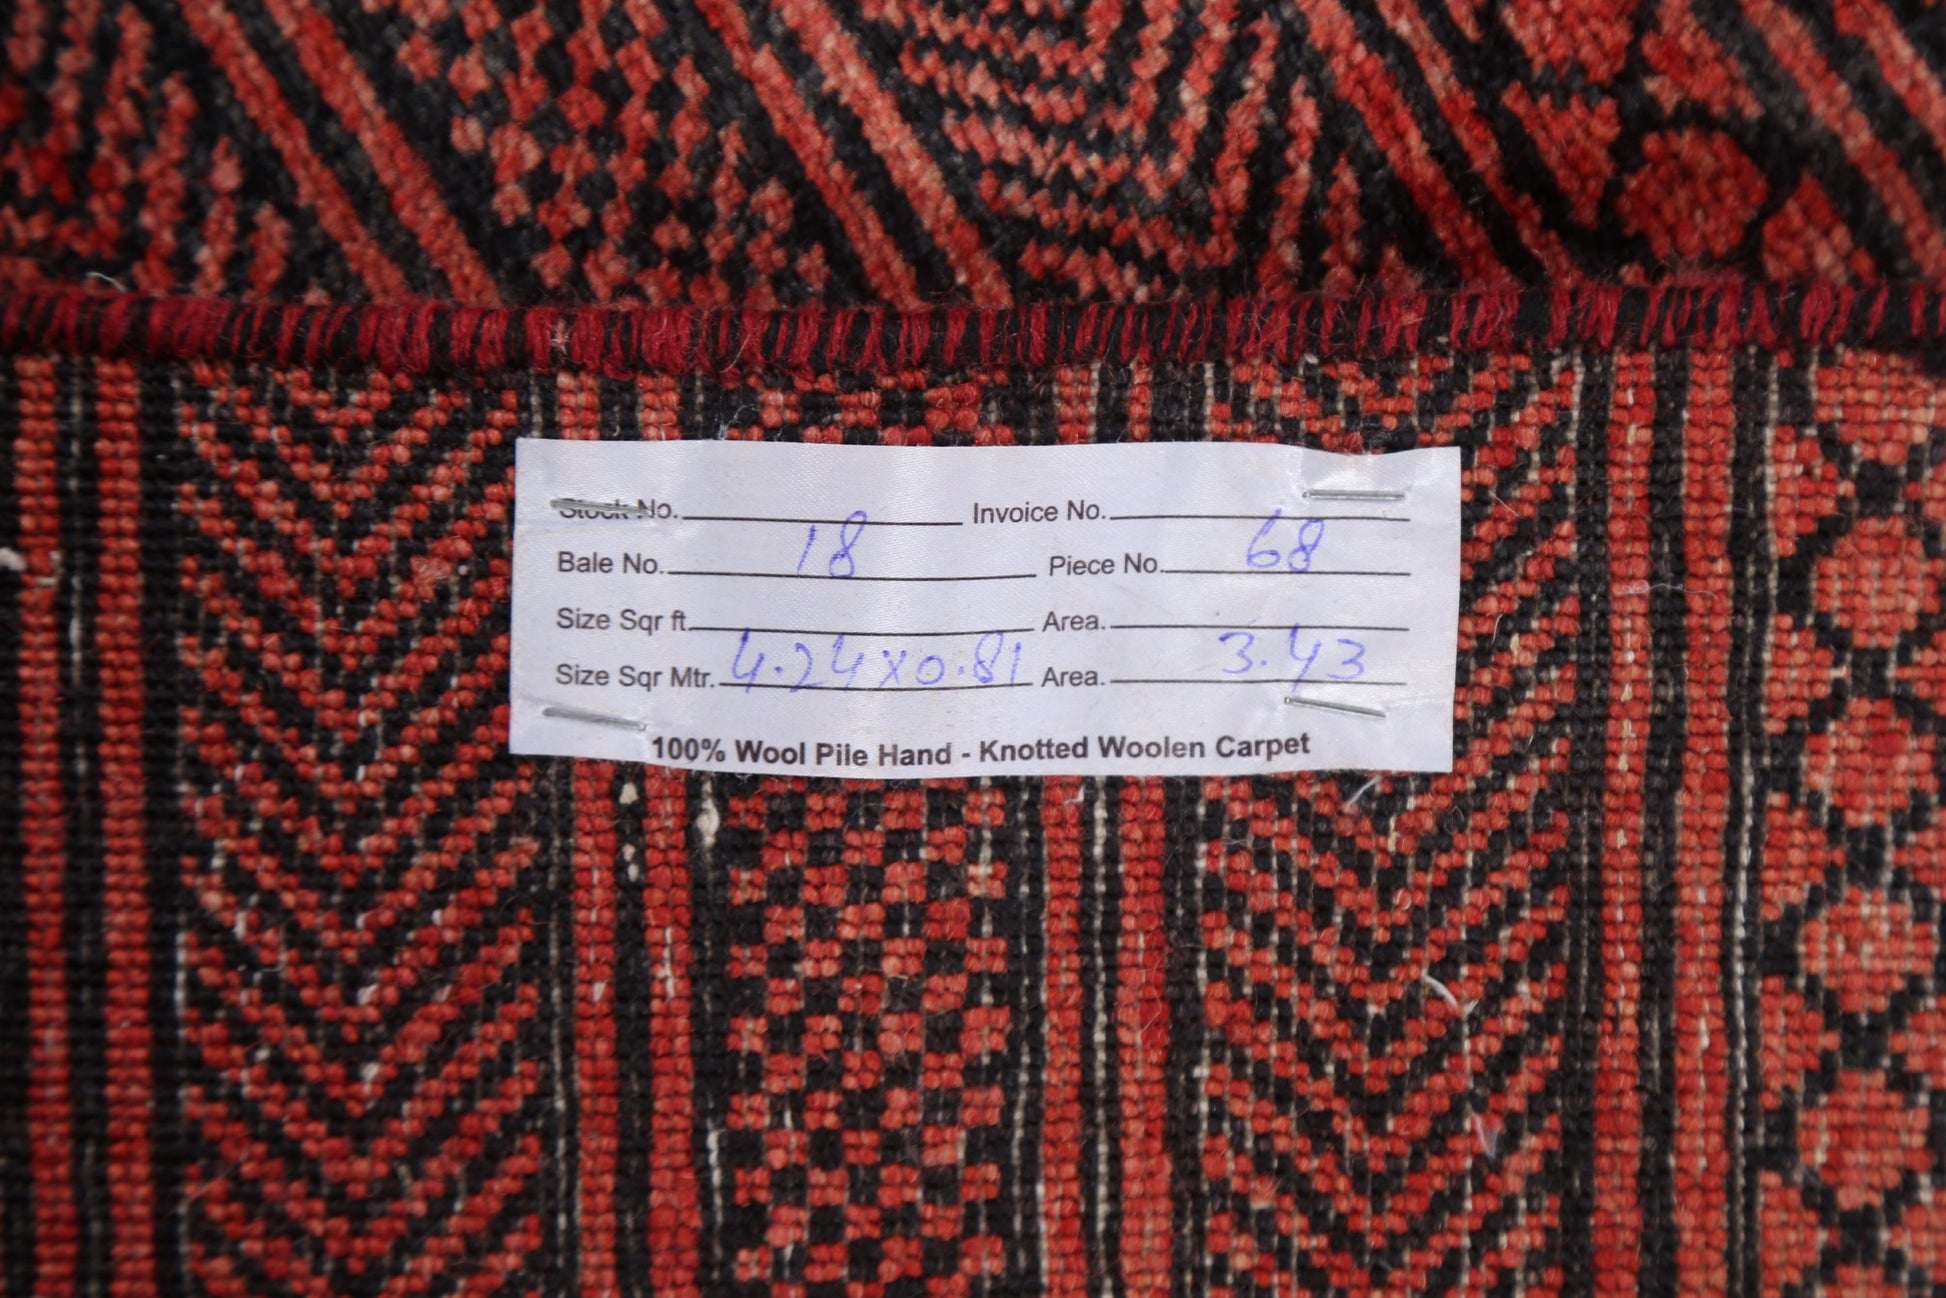 Stock No. Invoice No.
Bale No. 18 Piece No. 68
Size Sqr ft. Area.
Size Sqr Mtr. 4.24x0.81 Area. 3.43
100% Wool Pile Hand - Knotted Woolen Carpet